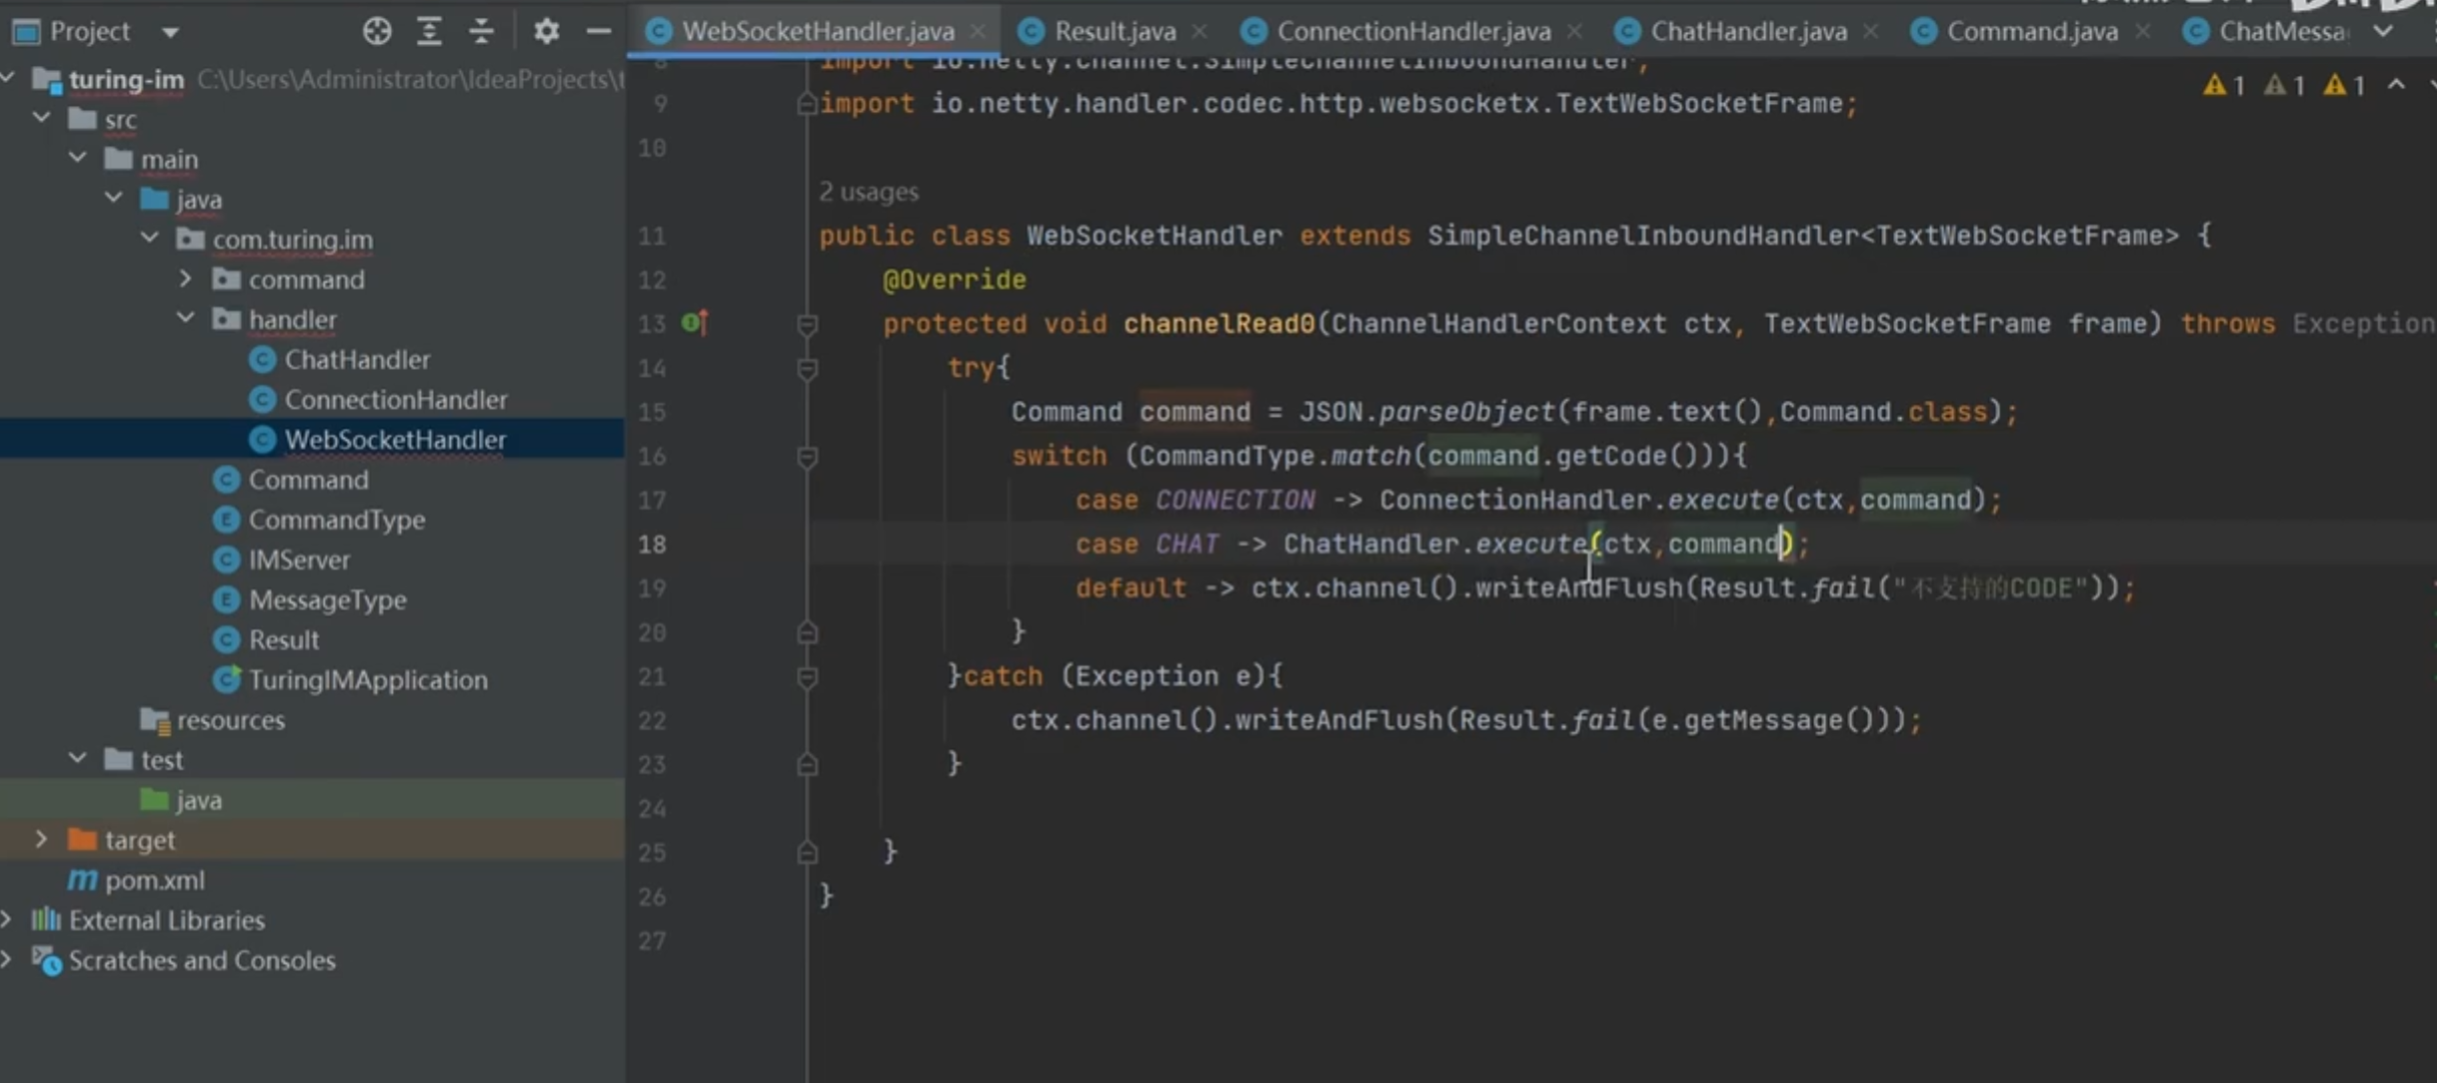 Project
WebSocketHandler.java
Result.java
ConnectionHandler.java
ChatHandler.java
Command.java
ChatMessa
turing-im C:\Users\Administrator\IdeaProjects\t
src
main
java
com.turing.im
command
handler
ChatHandler
ConnectionHandler
WebSocketHandler
Command
CommandType
IMServer
MessageType
Result
TuringIMApplication
resources
test
java
target
pom.xml
External Libraries
Scratches and Consoles
1 1 1
8 import io.netty.channel.SimpleChannelInboundHandler;
9 import io.netty.handler.codec.http.websocketx.TextWebSocketFrame;
10
2 usages
11 public class WebSocketHandler extends SimpleChannelInboundHandler<TextWebSocketFrame> {
12 @Override
13 protected void channelRead0(ChannelHandlerContext ctx, TextWebSocketFrame frame) throws Exception
14 try{
15 Command command = JSON.parseObject(frame.text(),Command.class);
16 switch (CommandType.match(command.getCode())){
17 case CONNECTION -> ConnectionHandler.execute(ctx,command);
18 case CHAT -> ChatHandler.execute(ctx,command);
19 default -> ctx.channel().writeAndFlush(Result.fail("不支持的CODE"));
20 }
21 }catch (Exception e){
22 ctx.channel().writeAndFlush(Result.fail(e.getMessage()));
23 }
24
25 }
26 }
27